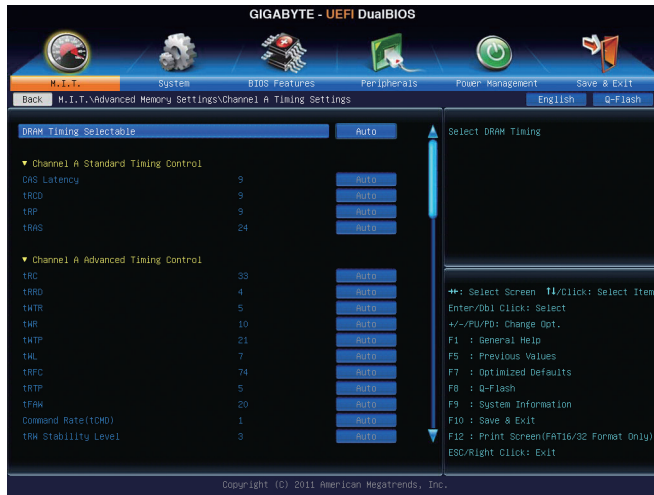 GIGABYTE - UEFI DualBIOS
M.I.T. System BIOS Features Peripherals Power Management Save & Exit
Back M.I.T.\Advanced Memory Settings\Channel A Timing Settings English Q-Flash
DRAM Timing Selectable Auto
▼ Channel A Standard Timing Control
CAS Latency 9 Auto
tRCD 9 Auto
tRP 9 Auto
tRAS 24 Auto
▼ Channel A Advanced Timing Control
tRC 33 Auto
tRRD 4 Auto
tWTR 5 Auto
tWR 10 Auto
tWTP 21 Auto
tWL 7 Auto
tRFC 74 Auto
tRTP 5 Auto
tFAW 20 Auto
Command Rate(tCMD) 1 Auto
tRW Stability Level 3 Auto
Select DRAM Timing
→←: Select Screen ↑↓/Click: Select Item
Enter/Dbl Click: Select
+/-/PU/PD: Change Opt.
F1 : General Help
F5 : Previous Values
F7 : Optimized Defaults
F8 : Q-Flash
F9 : System Information
F10 : Save & Exit
F12 : Print Screen(FAT16/32 Format Only)
ESC/Right Click: Exit
Copyright (C) 2011 American Megatrends, Inc.